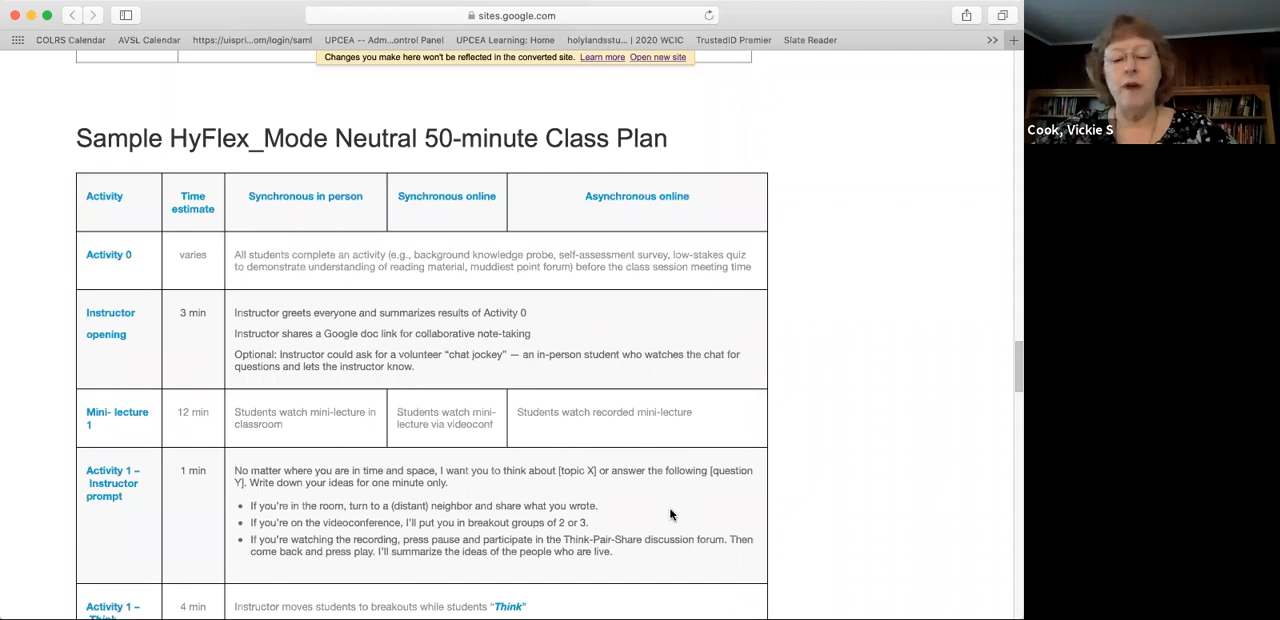 sites.google.com
COLRS Calendar AVSL Calendar https://uispri...om/login/saml UPCEA -- Adm...ontrol Panel UPCEA Learning: Home holylandsstu... | 2020 WCIC TrustedID Premier Slate Reader
Changes you make here won't be reflected in the converted site. Learn more Open new site
Cook, Vickie S
Sample HyFlex_Mode Neutral 50-minute Class Plan
Activity Time estimate Synchronous in person Synchronous online Asynchronous online
Activity 0 varies All students complete an activity (e.g., background knowledge probe, self-assessment survey, low-stakes quiz
to demonstrate understanding of reading material, muddiest point forum) before the class session meeting time
Instructor opening 3 min Instructor greets everyone and summarizes results of Activity 0
Instructor shares a Google doc link for collaborative note-taking
Optional: Instructor could ask for a volunteer “chat jockey” — an in-person student who watches the chat for
questions and lets the instructor know.
Mini- lecture 1
12 min
Students watch mini-lecture in
classroom
Students watch mini-
lecture via videoconf
Students watch recorded mini-lecture
Activity 1 –
Instructor
prompt
1 min
No matter where you are in time and space, I want you to think about [topic X] or answer the following [question
Y]. Write down your ideas for one minute only.
• If you're in the room, turn to a (distant) neighbor and share what you wrote.
• If you're on the videoconference, I'll put you in breakout groups of 2 or 3.
• If you're watching the recording, press pause and participate in the Think-Pair-Share discussion forum. Then
come back and press play. I'll summarize the ideas of the people who are live.
Activity 1 –
4 min
Instructor moves students to breakouts while students “Think”